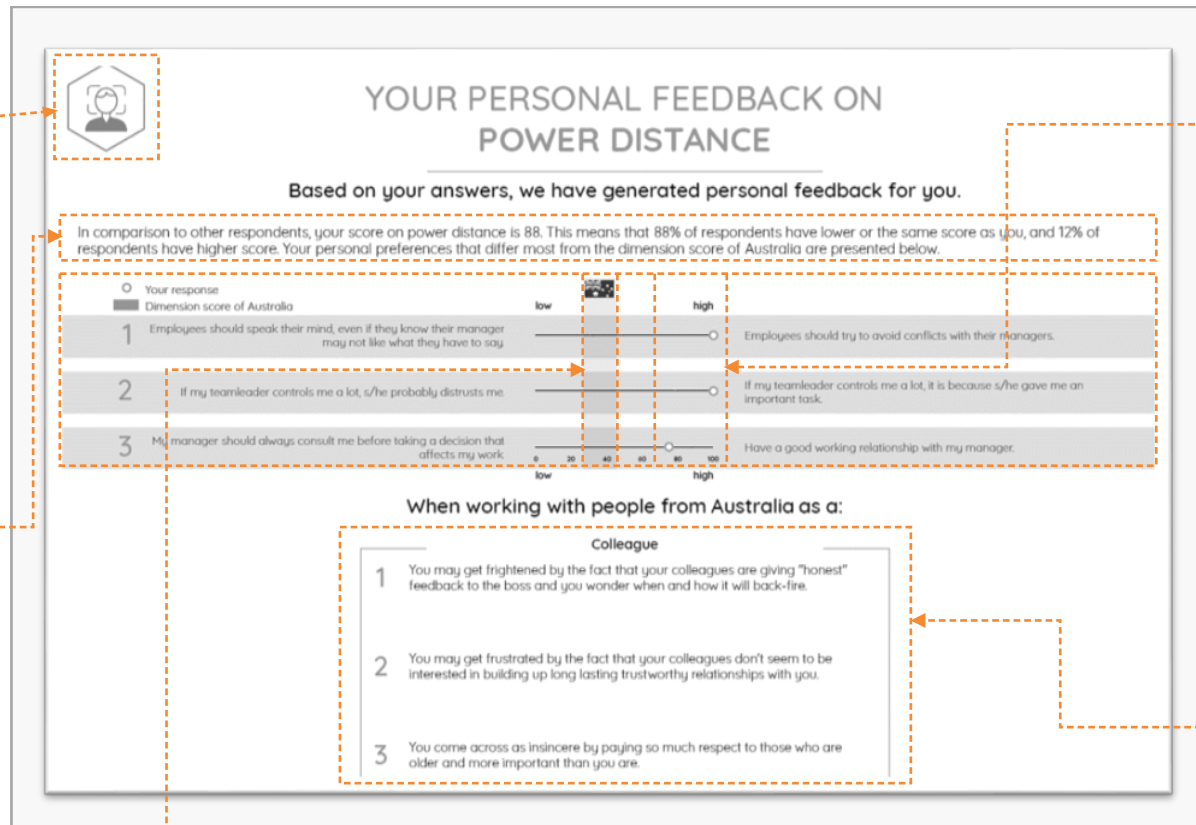 YOUR PERSONAL FEEDBACK ON
POWER DISTANCE
Based on your answers, we have generated personal feedback for you.
In comparison to other respondents, your score on power distance is 88. This means that 88% of respondents have lower or the same score as you, and 12% of
respondents have higher score. Your personal preferences that differ most from the dimension score of Australia are presented below.
Your response
Dimension score of Australia
low high
1 Employees should speak their mind, even if they know their manager
may not like what they have to say.
Employees should try to avoid conflicts with their managers.
2 If my teamleader controls me a lot, s/he probably distrusts me.
If my teamleader controls me a lot, it is because s/he gave me an
important task.
3 My manager should always consult me before taking a decision that
affects my work.
Have a good working relationship with my manager.
0 20 40 60 80 100
low high
When working with people from Australia as a:
Colleague
1 You may get frightened by the fact that your colleagues are giving "honest"
feedback to the boss and you wonder when and how it will back-fire.
2 You may get frustrated by the fact that your colleagues don't seem to be
interested in building up long lasting trustworthy relationships with you.
3 You come across as insincere by paying so much respect to those who are
older and more important than you are.